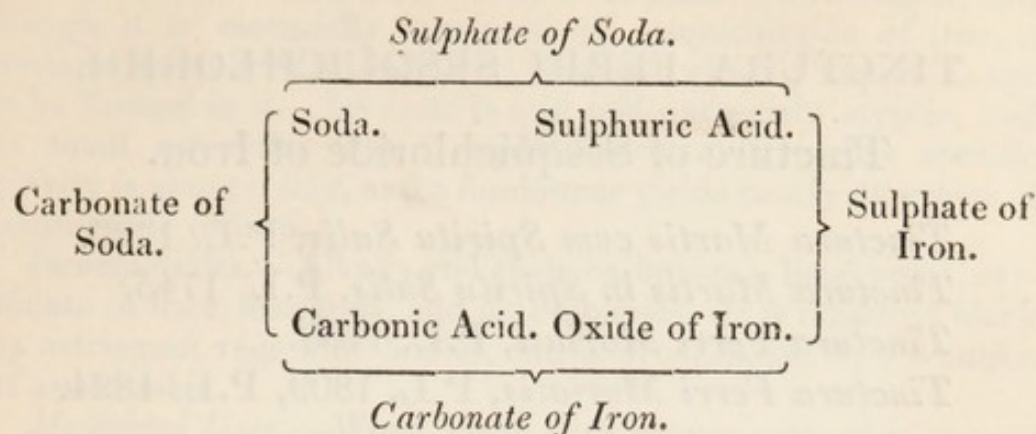 Sulphate of Soda.
Soda. Sulphuric Acid.
Carbonate of Soda.
Sulphate of Iron.
Carbonic Acid. Oxide of Iron.
Carbonate of Iron.